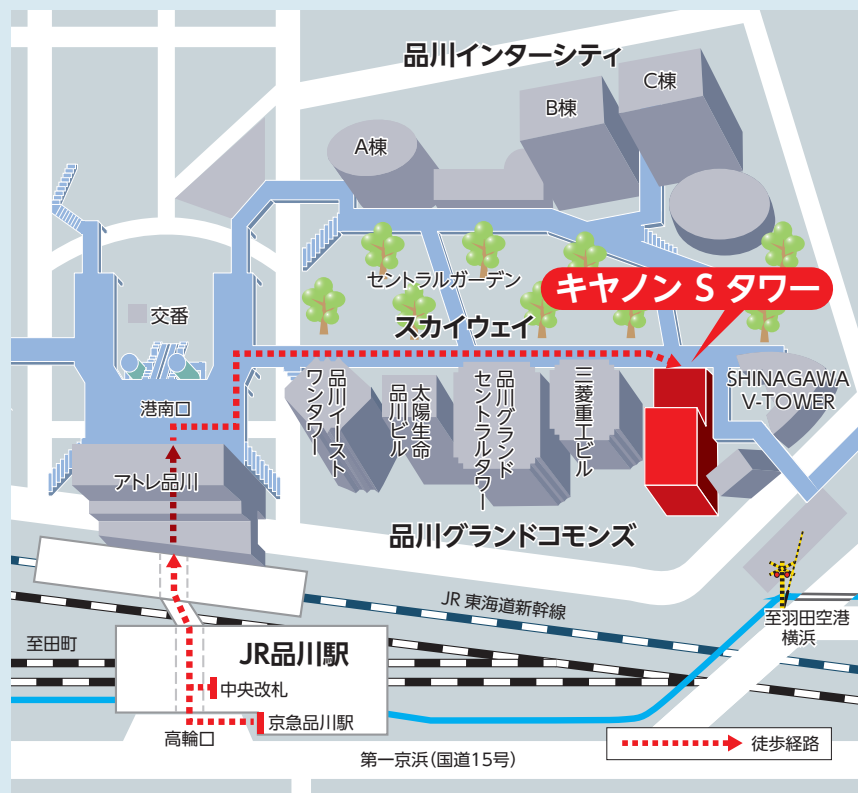 品川インターシティ
C棟
B棟
A棟
セントラルガーデン
キヤノン S タワー
交番
スカイウェイ
港南口
品川イースト
ワンタワー
太陽生命
品川ビル
品川グランド
セントラルタワー
三菱重工ビル
SHINAGAWA
V-TOWER
アトレ品川
品川グランドコモンズ
JR 東海道新幹線
至羽田空港
横浜
至田町
JR品川駅
中央改札
京急品川駅
高輪口
第一京浜(国道15号)
徒歩経路